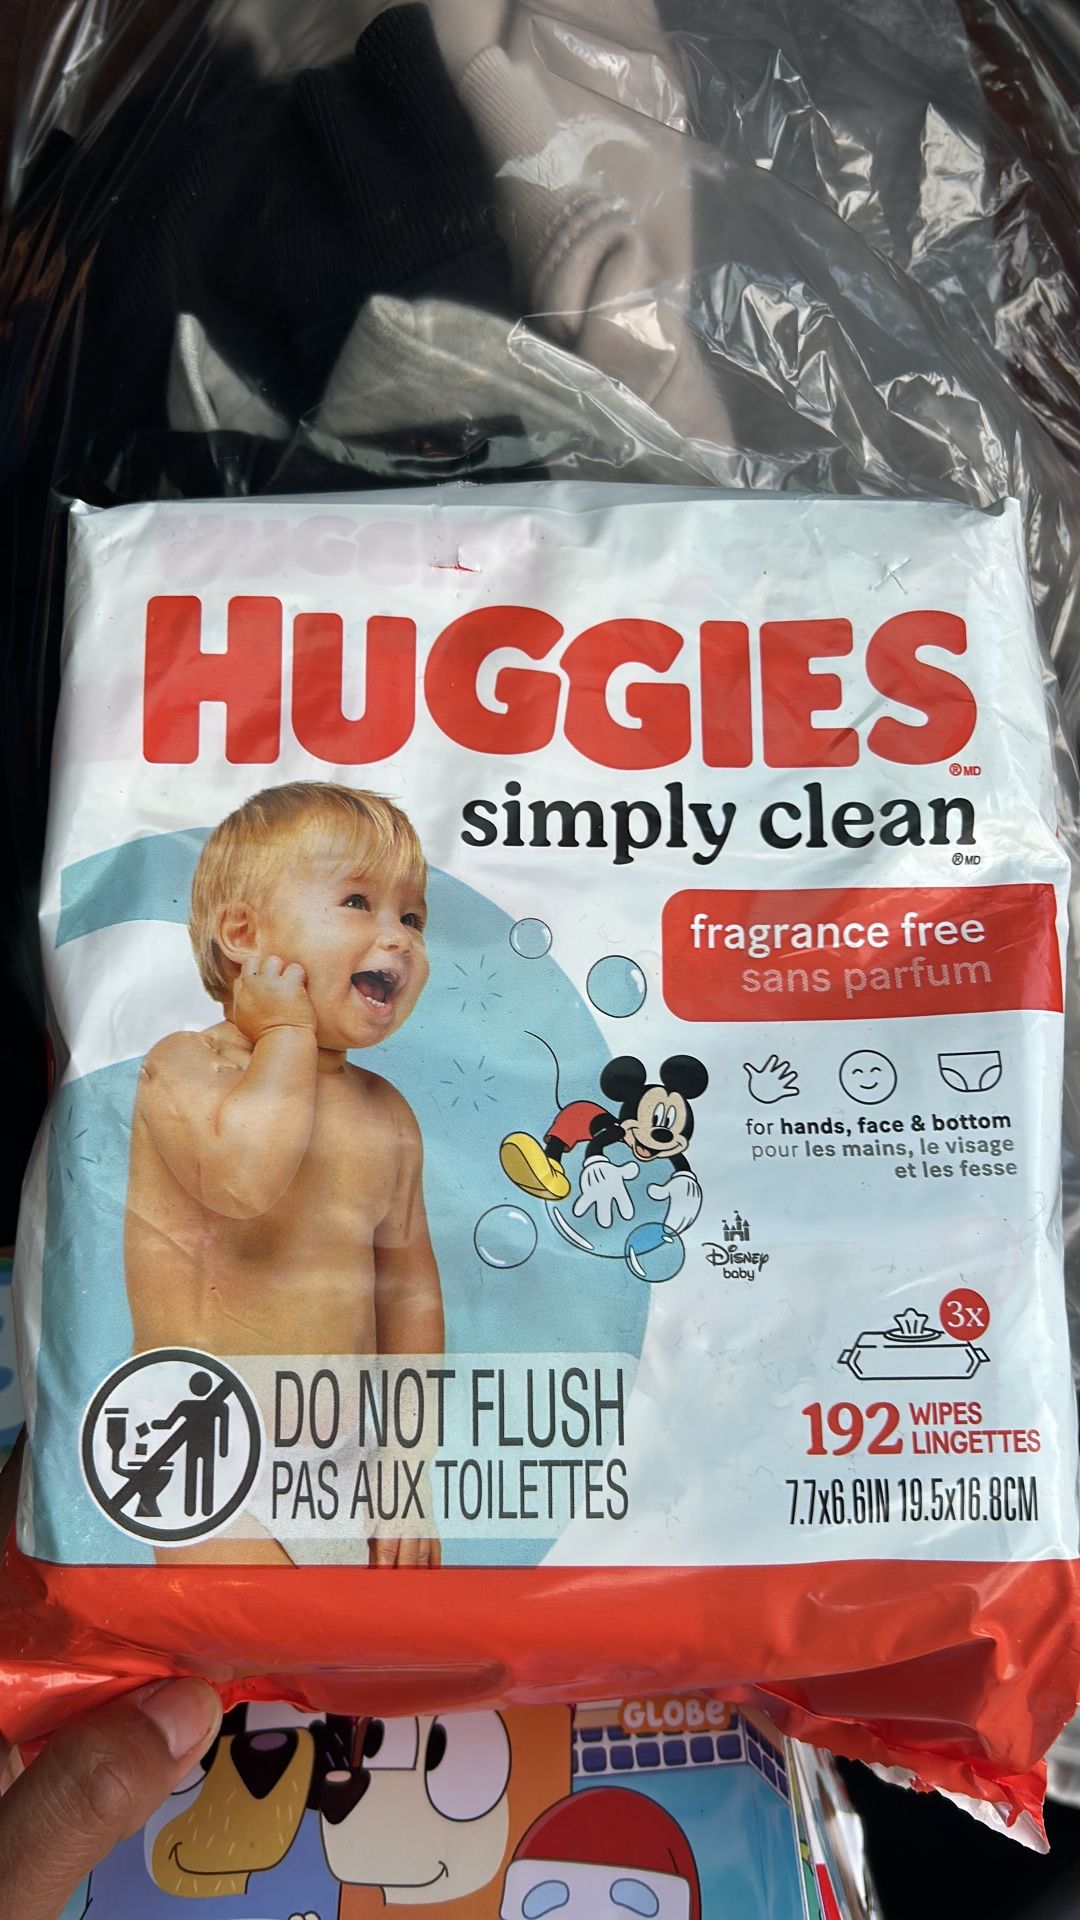 HUGGIES
®MD
simply clean
®MD
fragrance free
sans parfum
for hands, face & bottom
pour les mains, le visage
et les fesse
Disney
baby
3x
192 WIPES
LINGETTES
7.7x6.6IN 19.5x16.8CM
DO NOT FLUSH
PAS AUX TOILETTES
GLOBE